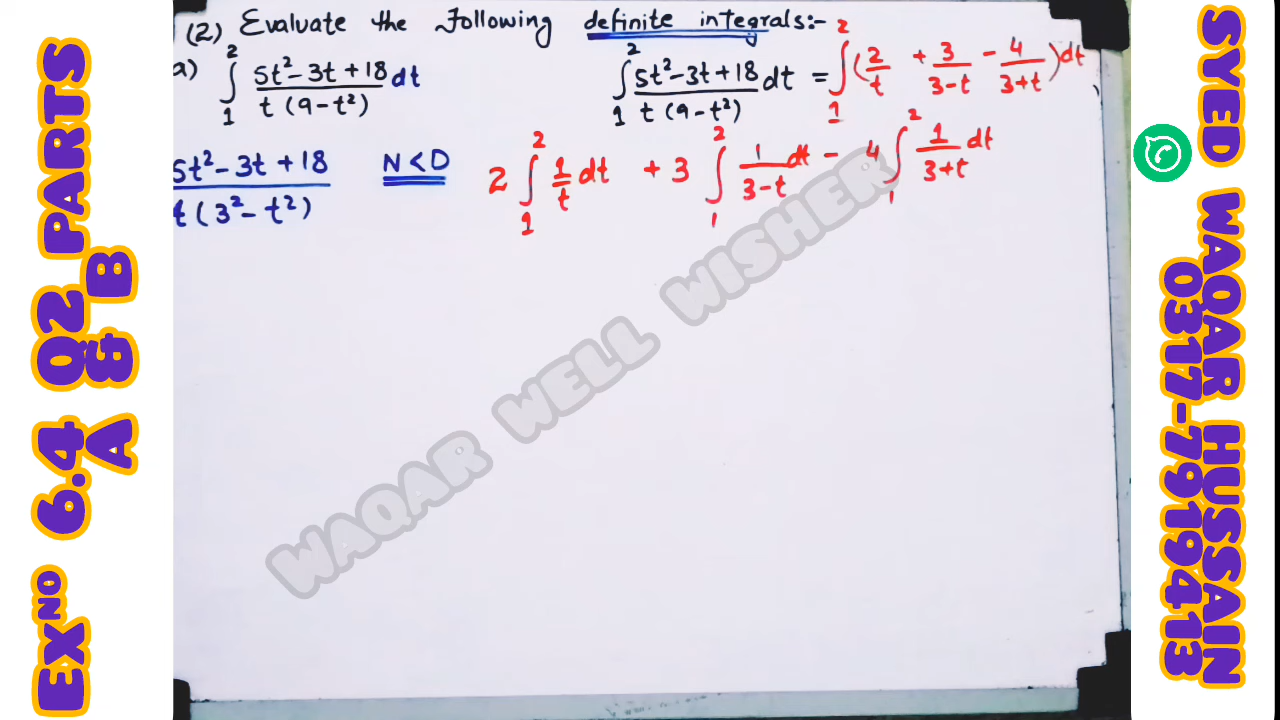 EX^NO 6.4 Q2 PARTS
A & B
(2) Evaluate the following definite integrals:-
a) ∫₁² 5t²-3t+18 / t(9-t²) dt
5t²-3t+18 / t(3²-t²) N<D
∫₁² 5t²-3t+18 / t(9-t²) dt = ∫₁² (2/t + 3/3-t - 4/3+t) dt
2 ∫₁² 1/t dt + 3 ∫₁² 1/3-t dt - 4 ∫₁² 1/3+t dt
WAQAR WELL WISHER
SYED WAQAR HUSSAIN
0317-7919413